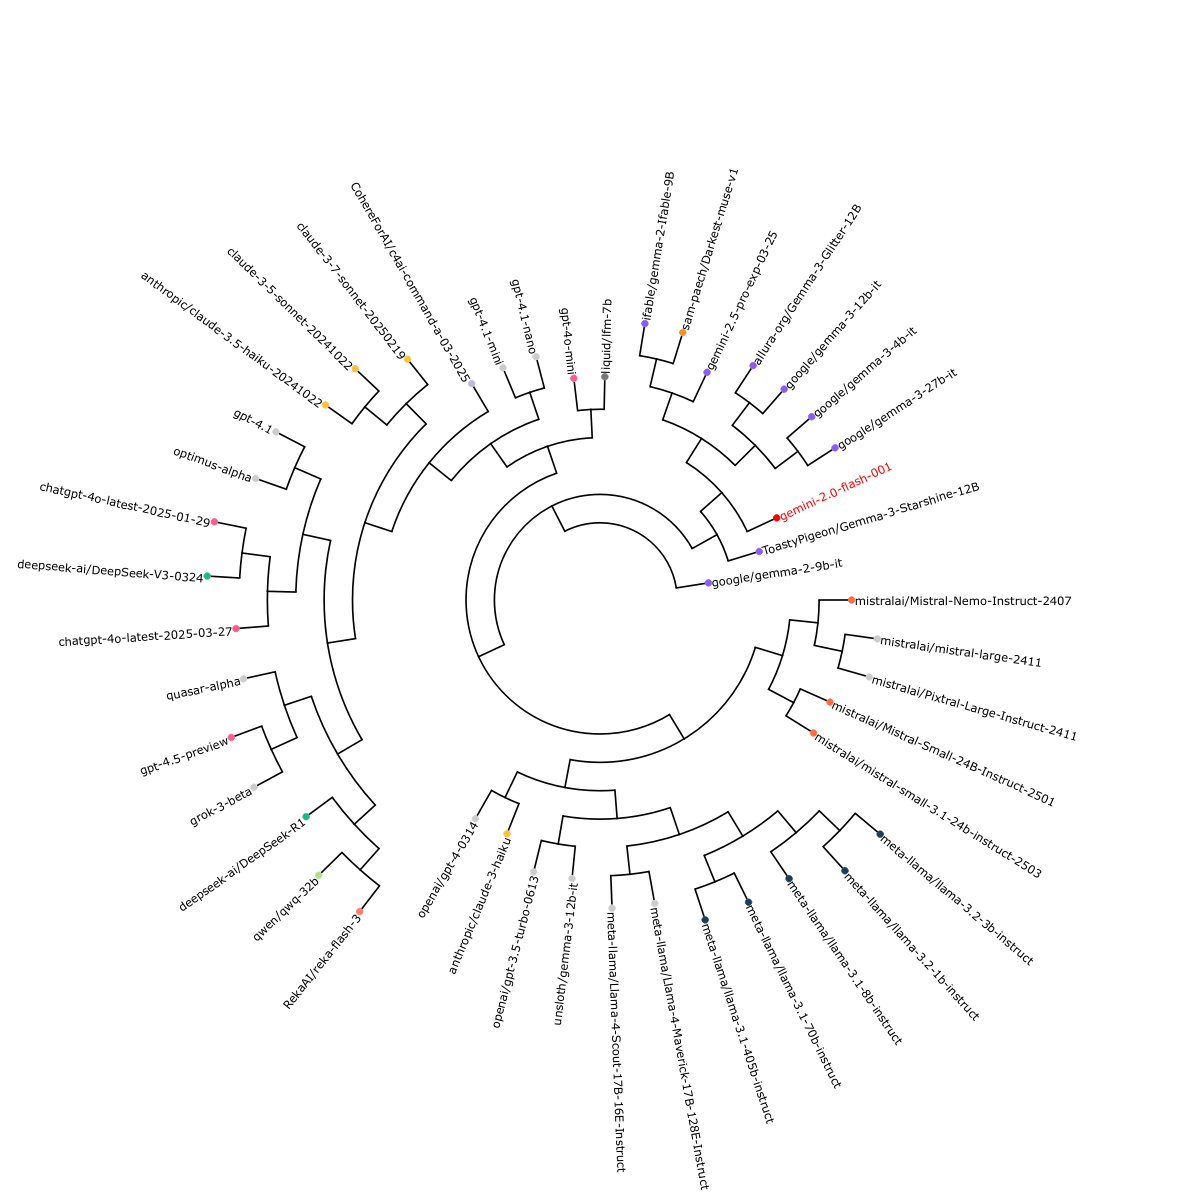 ifable/gemma-2-Ifable-9B
sam-paech/Darkest-muse-v1
gemini-2.5-pro-exp-03-25
allura-org/Gemma-3-Glitter-12B
google/gemma-3-12b-it
google/gemma-3-4b-it
google/gemma-3-27b-it
gemini-2.0-flash-001
ToastyPigeon/Gemma-3-Starshine-12B
google/gemma-2-9b-it
mistralai/Mistral-Nemo-Instruct-2407
mistralai/mistral-large-2411
mistralai/Pixtral-Large-Instruct-2411
mistralai/Mistral-Small-24B-Instruct-2501
mistralai/mistral-small-3.1-24b-instruct-2503
meta-llama/llama-3.2-3b-instruct
meta-llama/llama-3.2-1b-instruct
meta-llama/llama-3.1-8b-instruct
meta-llama/llama-3.1-70b-instruct
meta-llama/llama-3.1-405b-instruct
meta-llama/Llama-4-Maverick-17B-128E-Instruct
meta-llama/Llama-4-Scout-17B-16E-Instruct
unsloth/gemma-3-12b-it
openai/gpt-3.5-turbo-0613
anthropic/claude-3-haiku
openai/gpt-4-0314
RekaAI/reka-flash-3
qwen/qwq-32b
deepseek-ai/DeepSeek-R1
grok-3-beta
gpt-4.5-preview
quasar-alpha
chatgpt-4o-latest-2025-03-27
deepseek-ai/DeepSeek-V3-0324
chatgpt-4o-latest-2025-01-29
optimus-alpha
gpt-4.1
anthropic/claude-3.5-haiku-20241022
claude-3-5-sonnet-20241022
claude-3-7-sonnet-20250219
CohereForAI/c4ai-command-a-03-2025
gpt-4.1-mini
gpt-4.1-nano
gpt-4o-mini
liquid/lfm-7b